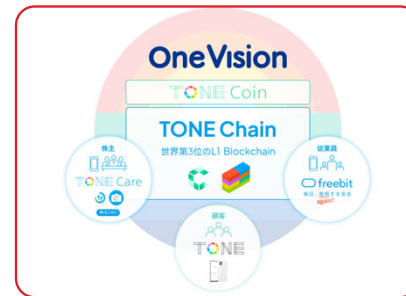 OneVision
TONE Coin
TONE Chain
世界第3位のL1 Blockchain
株主
TONE Care
従業員
freebit
again!
顧客
TONE